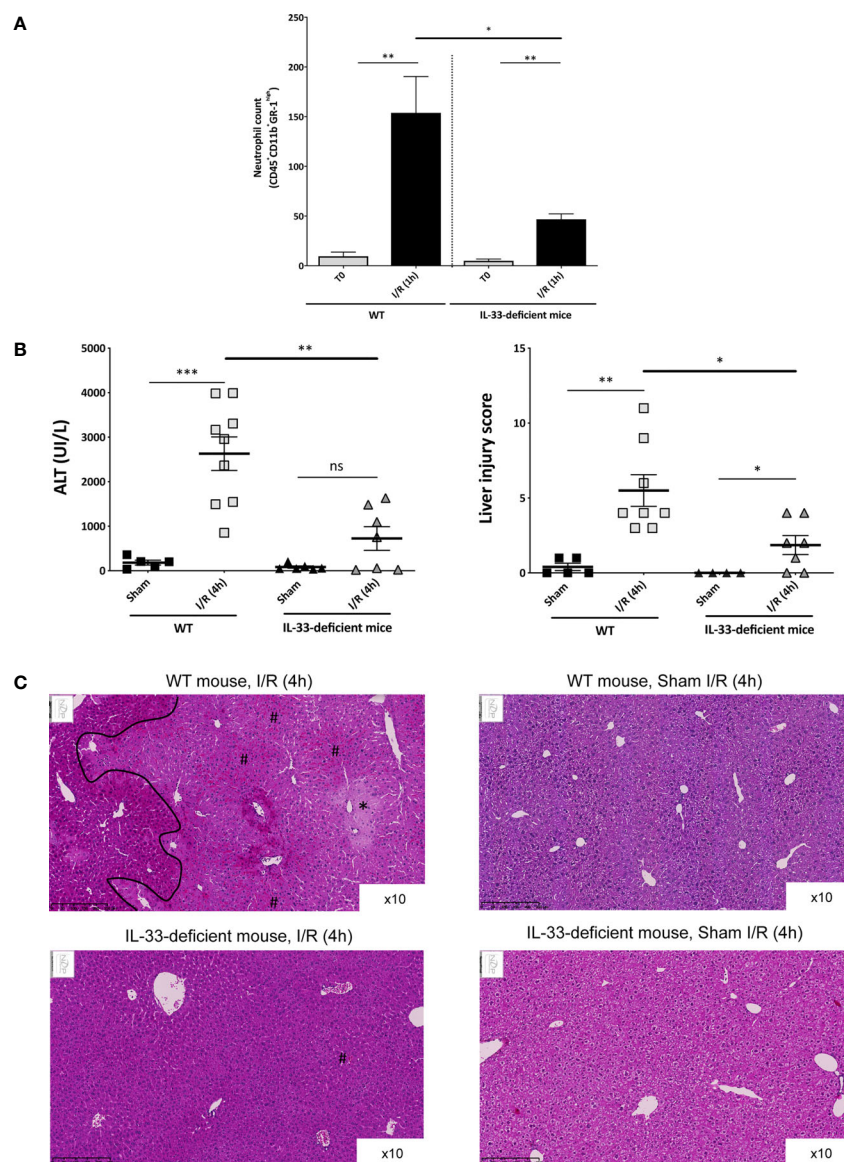 A
Neutrophil count
(CD45⁺CD11b⁺GR-1ʰⁱᵍʰ)
250
200
150
100
50
0
**
*
**
T0
I/R (1h)
T0
I/R (1h)
WT
IL-33-deficient mice
B
ALT (UI/L)
5000
4000
3000
2000
1000
0
***
**
ns
Sham
I/R (4h)
Sham
I/R (4h)
WT
IL-33-deficient mice
Liver injury score
15
10
5
0
**
*
*
Sham
I/R (4h)
Sham
I/R (4h)
WT
IL-33-deficient mice
C
WT mouse, I/R (4h)
#
#
#
*
#
x10
WT mouse, Sham I/R (4h)
x10
IL-33-deficient mouse, I/R (4h)
#
x10
IL-33-deficient mouse, Sham I/R (4h)
x10